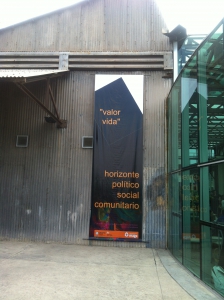 "valor
vida"
horizonte
político
social
comunitario